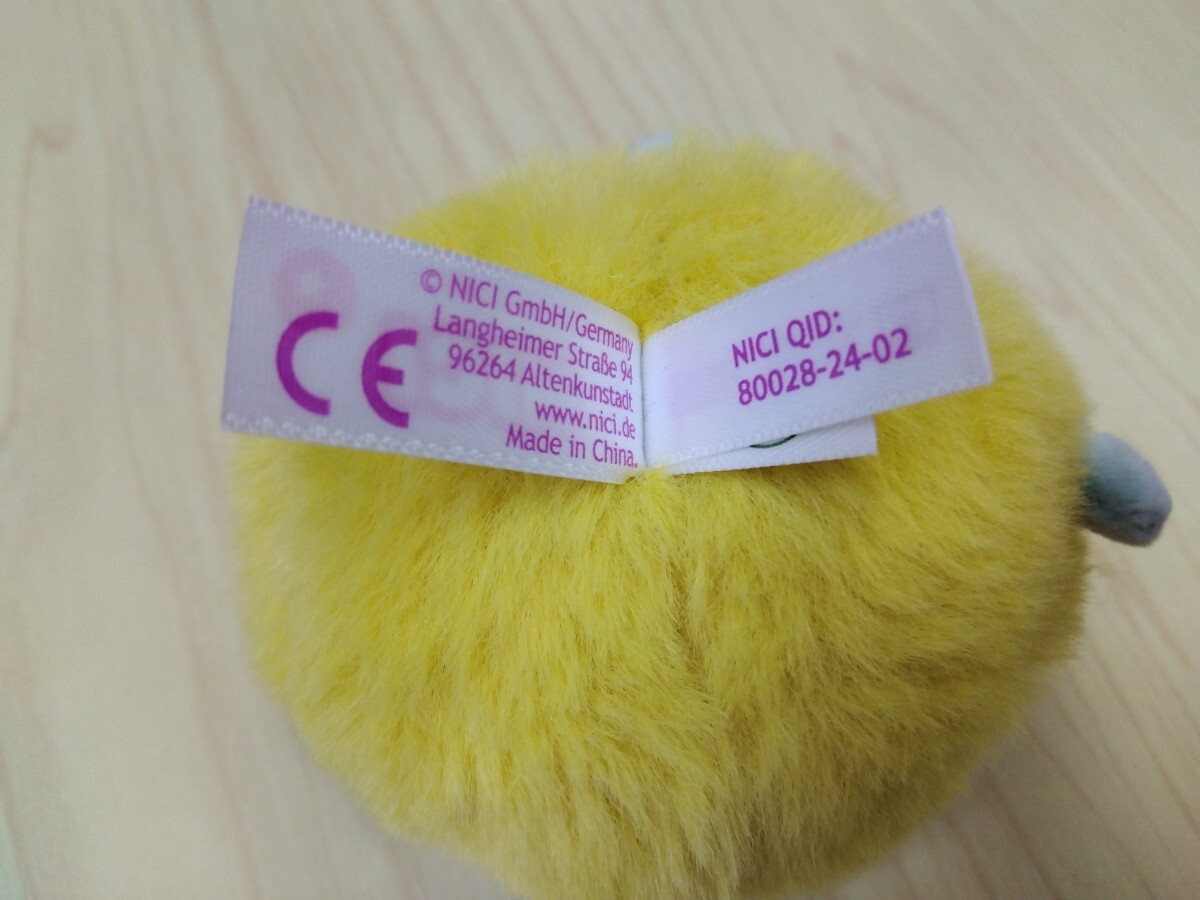 CE
© NICI GmbH/Germany
Langheimer Straße 94
96264 Altenkunstadt
www.nici.de
Made in China.
NICI QID:
80028-24-02